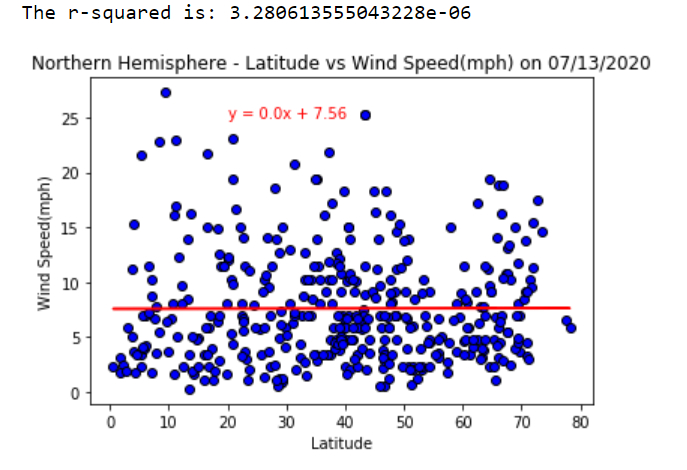 The r-squared is: 3.280613555043228e-06
Northern Hemisphere - Latitude vs Wind Speed(mph) on 07/13/2020
y = 0.0x + 7.56
Wind Speed(mph)
25
20
15
10
5
0
0 10 20 30 40 50 60 70 80
Latitude